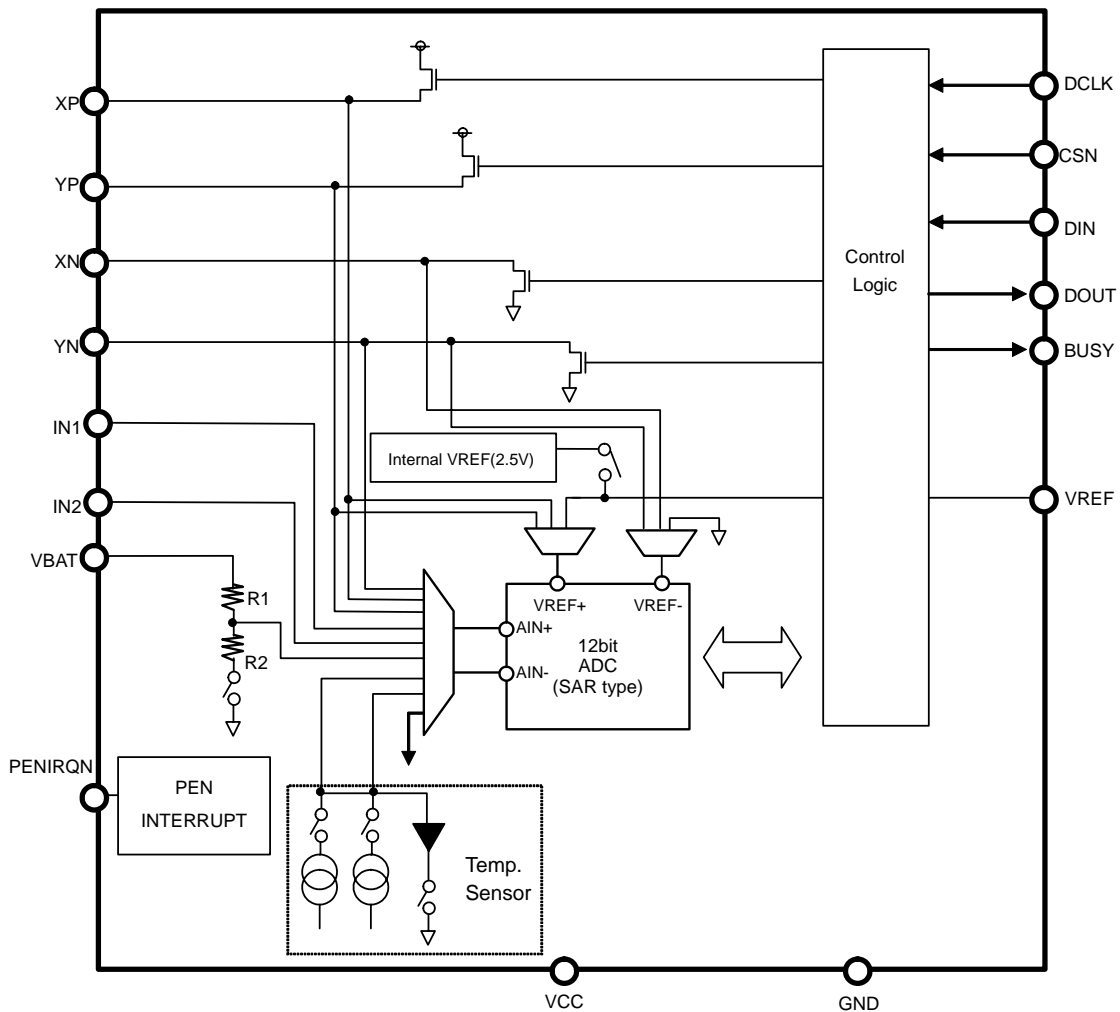 XP
DCLK
YP
CSN
XN
DIN
Control
Logic
YN
DOUT
BUSY
IN1
Internal VREF(2.5V)
IN2
VREF
VBAT
R1
R2
VREF+
VREF-
AIN+
AIN-
12bit
ADC
(SAR type)
PENIRQN
PEN
INTERRUPT
Temp.
Sensor
VCC
GND